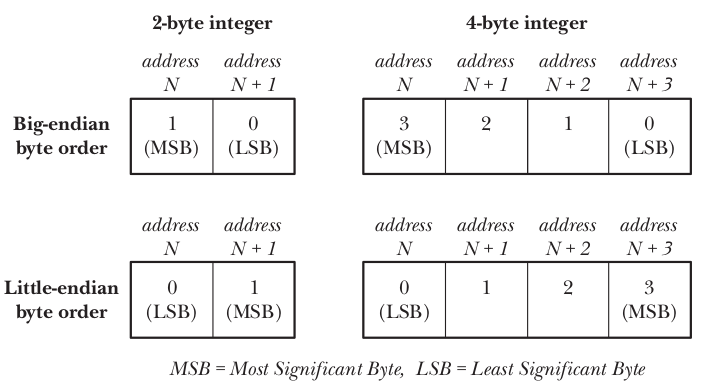 2-byte integer 4-byte integer
address address address address address address
N N + 1 N N + 1 N + 2 N + 3
Big-endian 1 0 3 2 1 0
byte order (MSB) (LSB) (MSB) (LSB)
address address address address address address
N N + 1 N N + 1 N + 2 N + 3
Little-endian 0 1 0 1 2 3
byte order (LSB) (MSB) (LSB) (MSB)
MSB = Most Significant Byte, LSB = Least Significant Byte